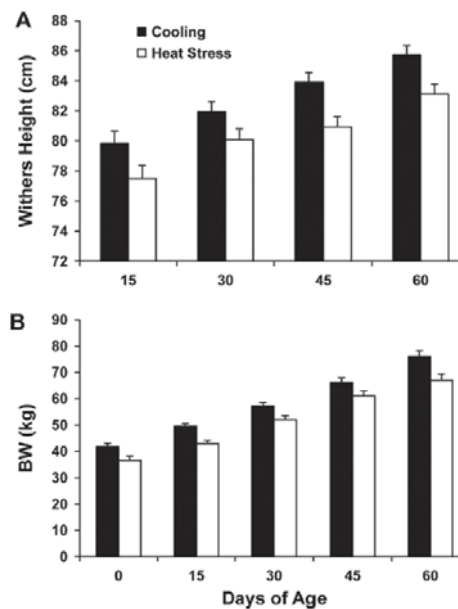 A
Cooling
Heat Stress
Withers Height (cm)
88
86
84
82
80
78
76
74
72
15 30 45 60
B
BW (kg)
90
80
70
60
50
40
30
20
10
0
0 15 30 45 60
Days of Age